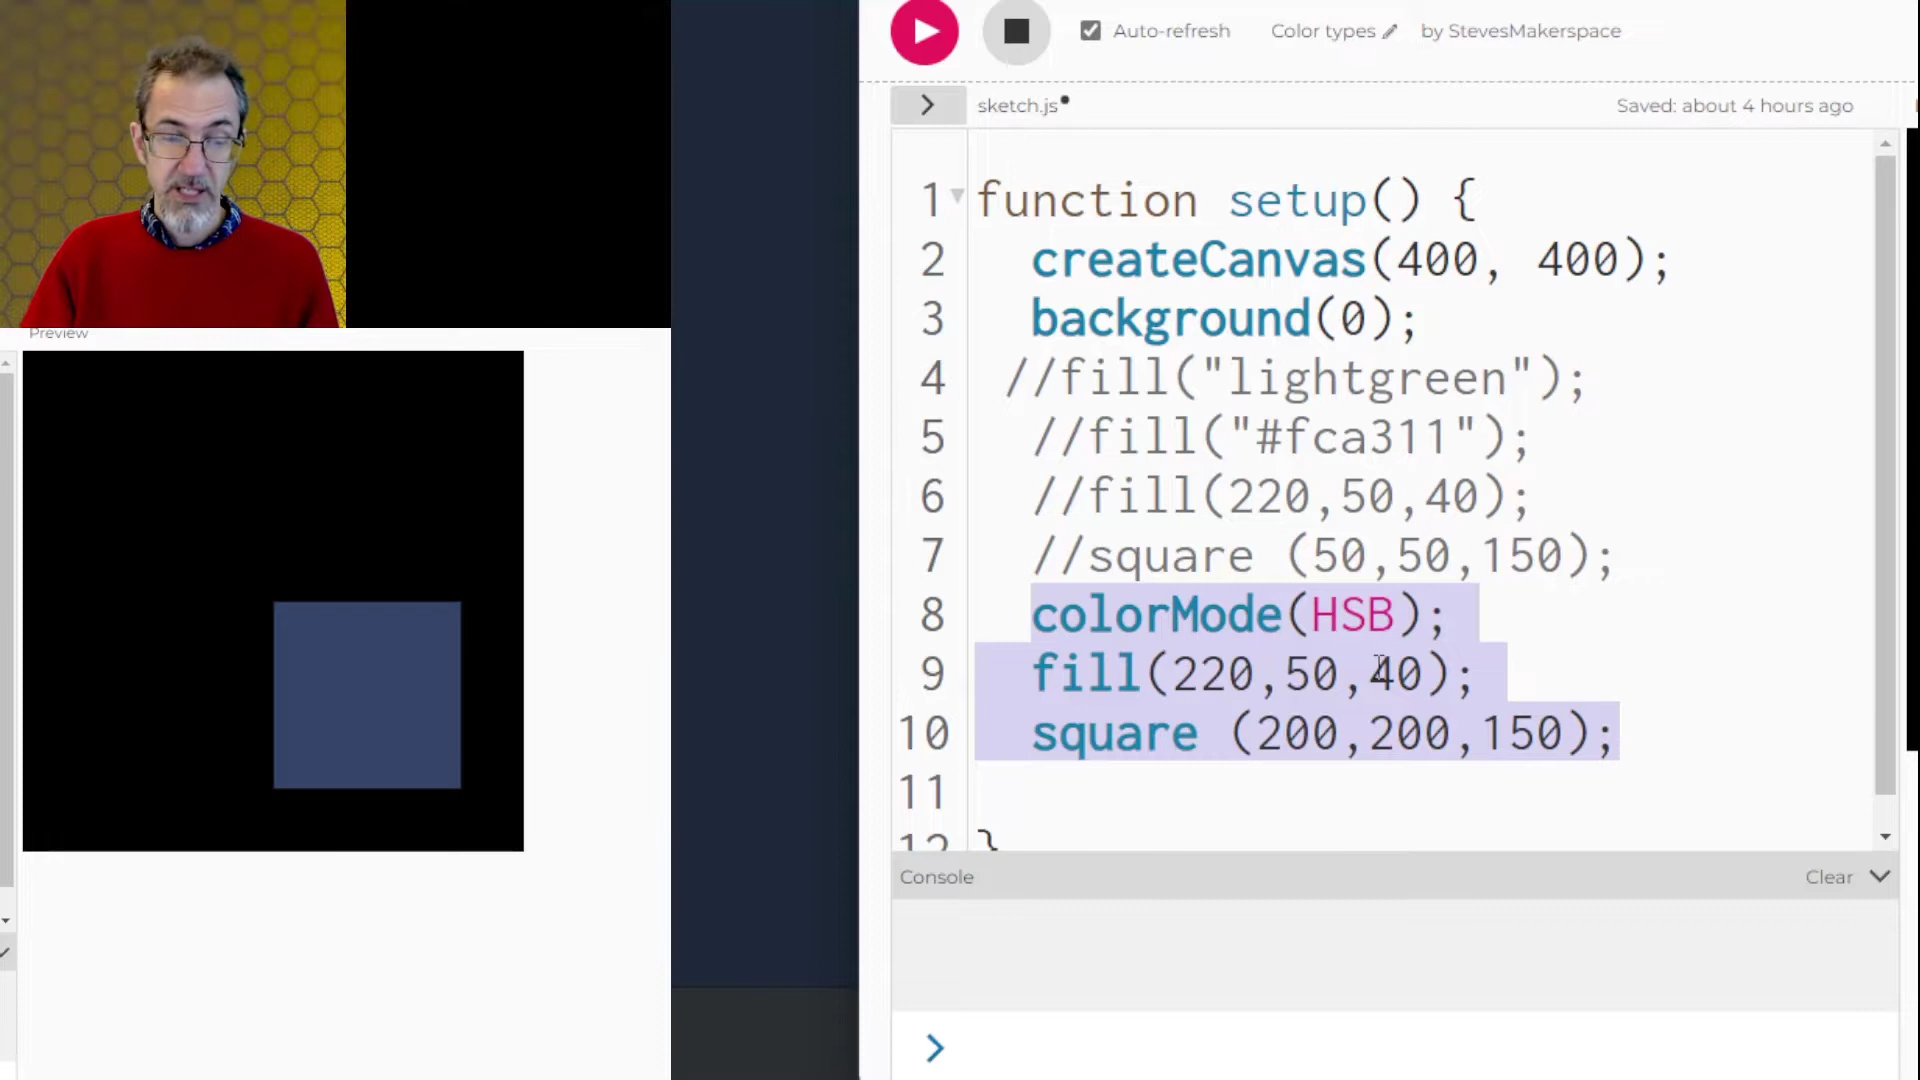 Auto-refresh
Color types
by StevesMakerspace
sketch.js
Saved: about 4 hours ago
Preview
1 function setup() {
2 createCanvas(400, 400);
3 background(0);
4 //fill("lightgreen");
5 //fill("#fca311");
6 //fill(220,50,40);
7 //square (50,50,150);
8 colorMode(HSB);
9 fill(220,50,40);
10 square (200,200,150);
11
12 }
Console
Clear